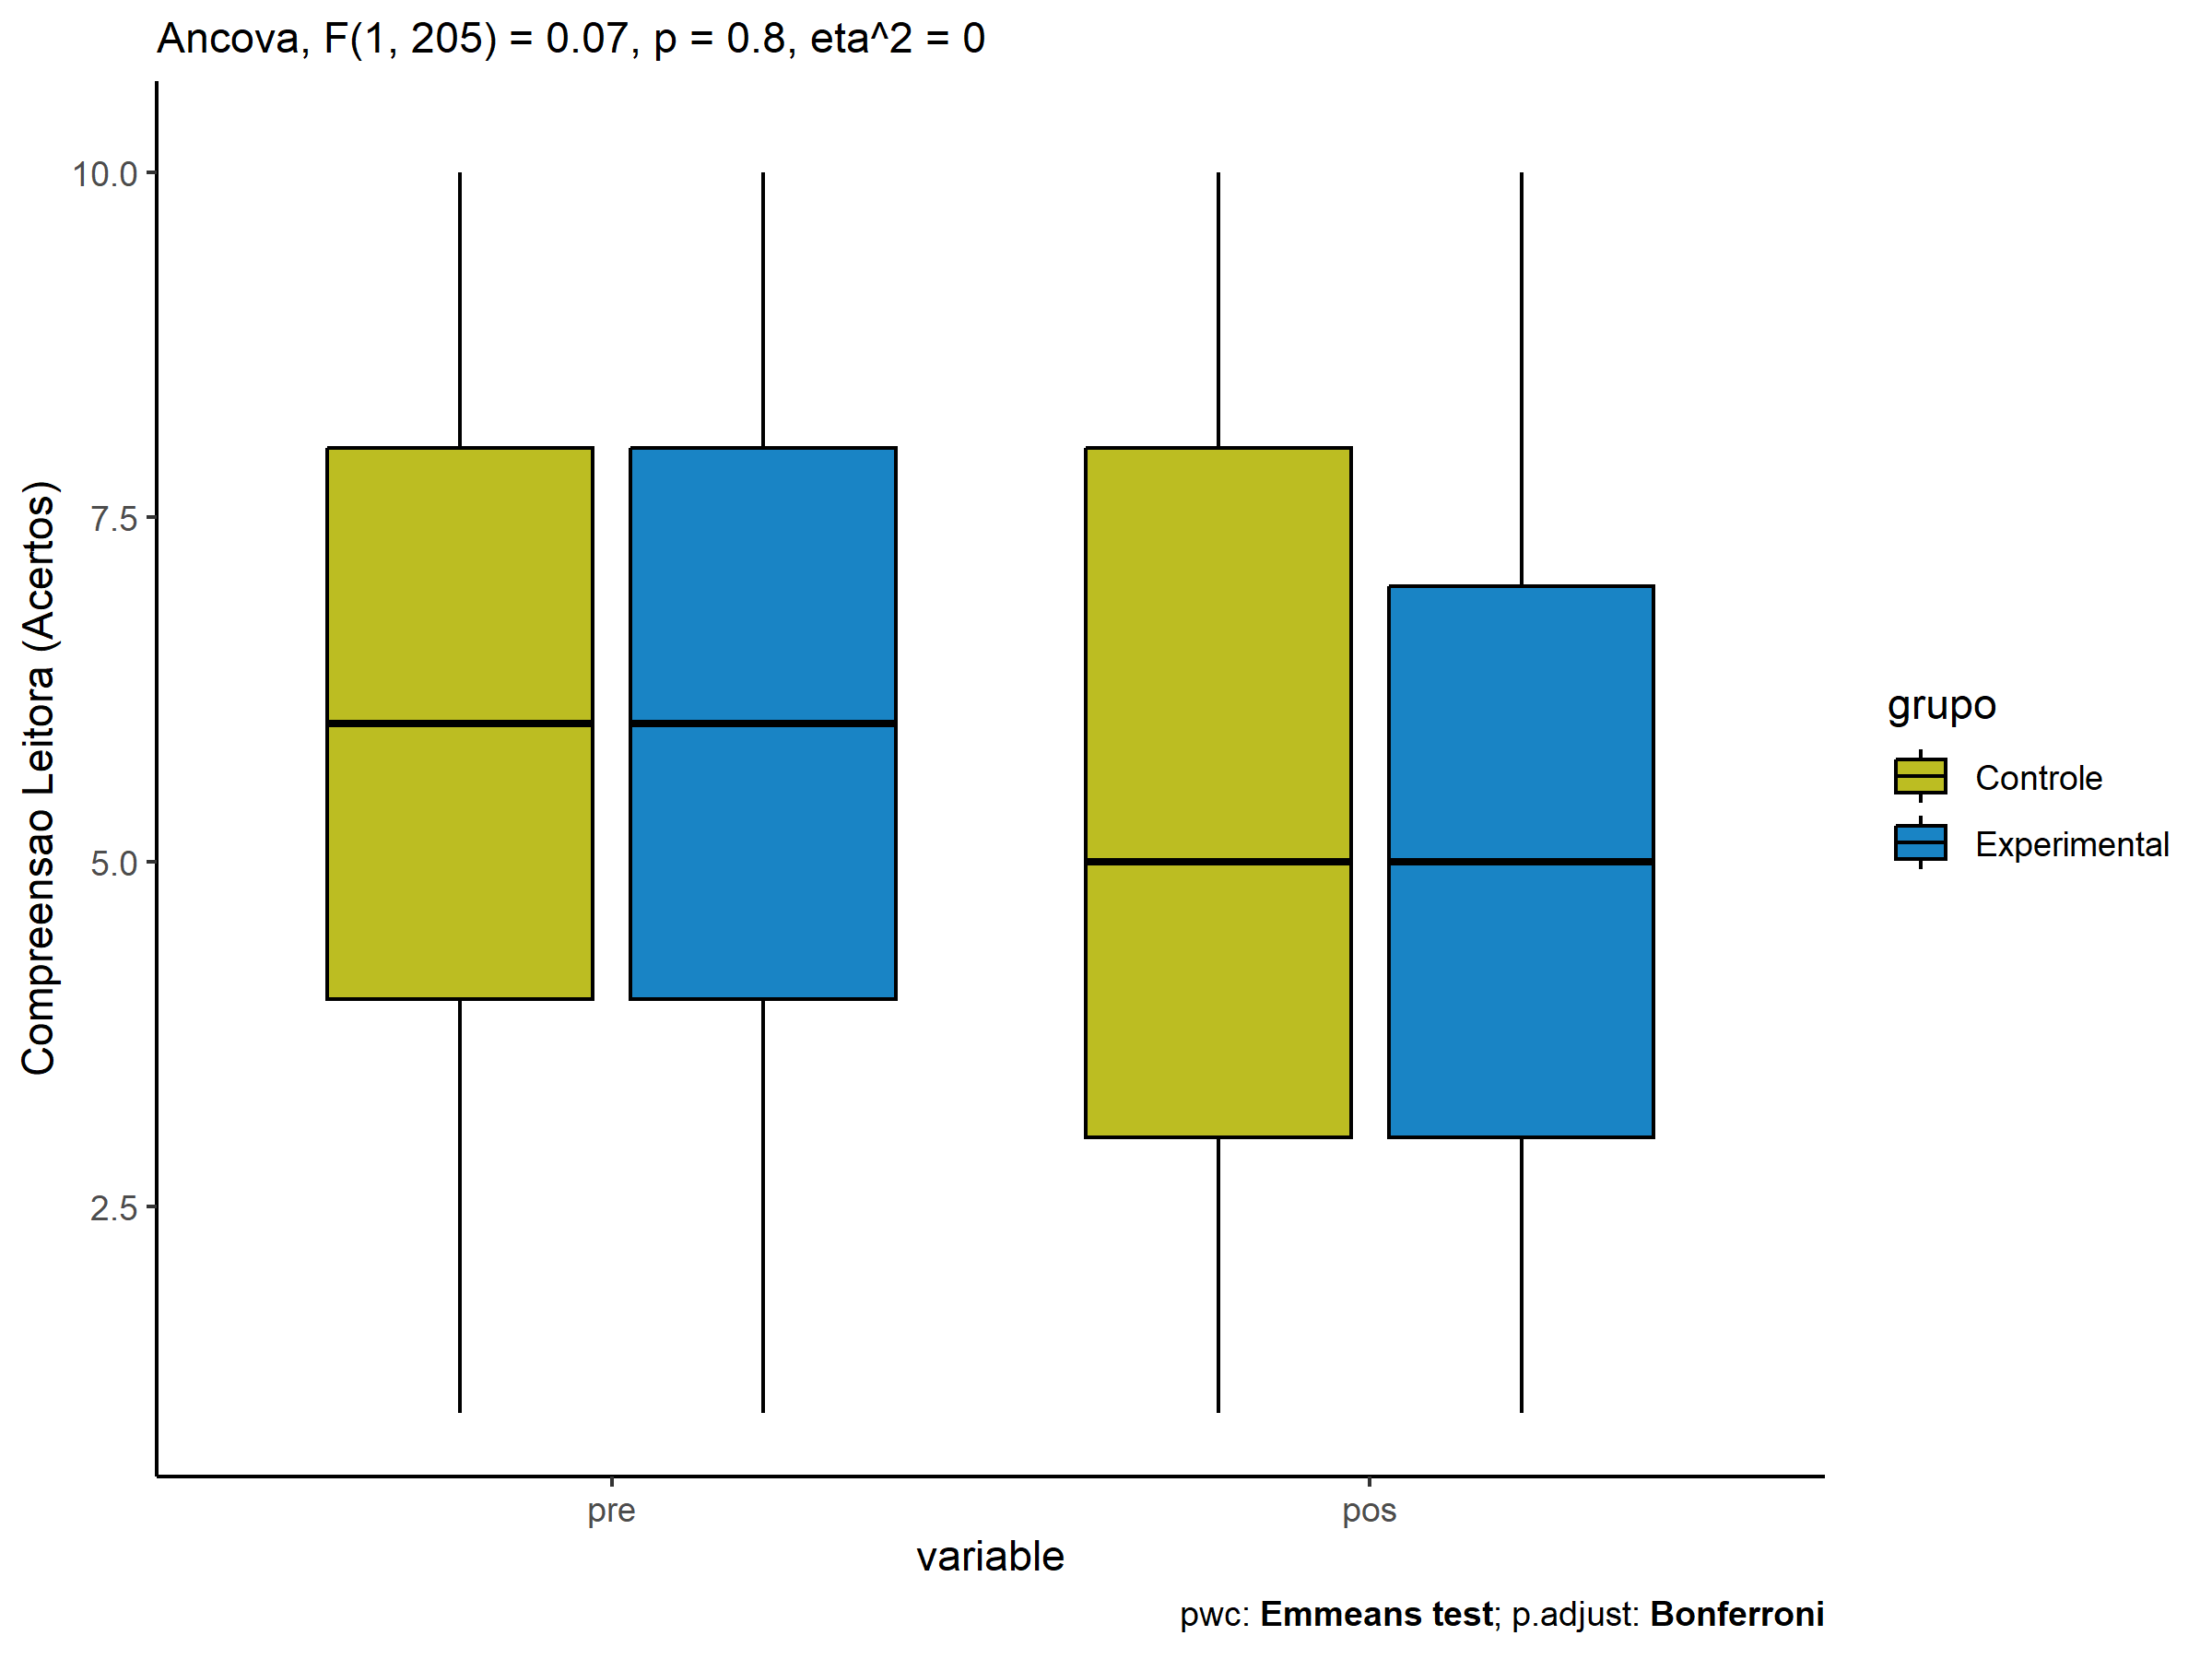 Ancova, F(1, 205) = 0.07, p = 0.8, eta^2 = 0
Compreensao Leitora (Acertos)
10.0
7.5
5.0
2.5
pre
pos
variable
grupo
Controle
Experimental
pwc: Emmeans test; p.adjust: Bonferroni